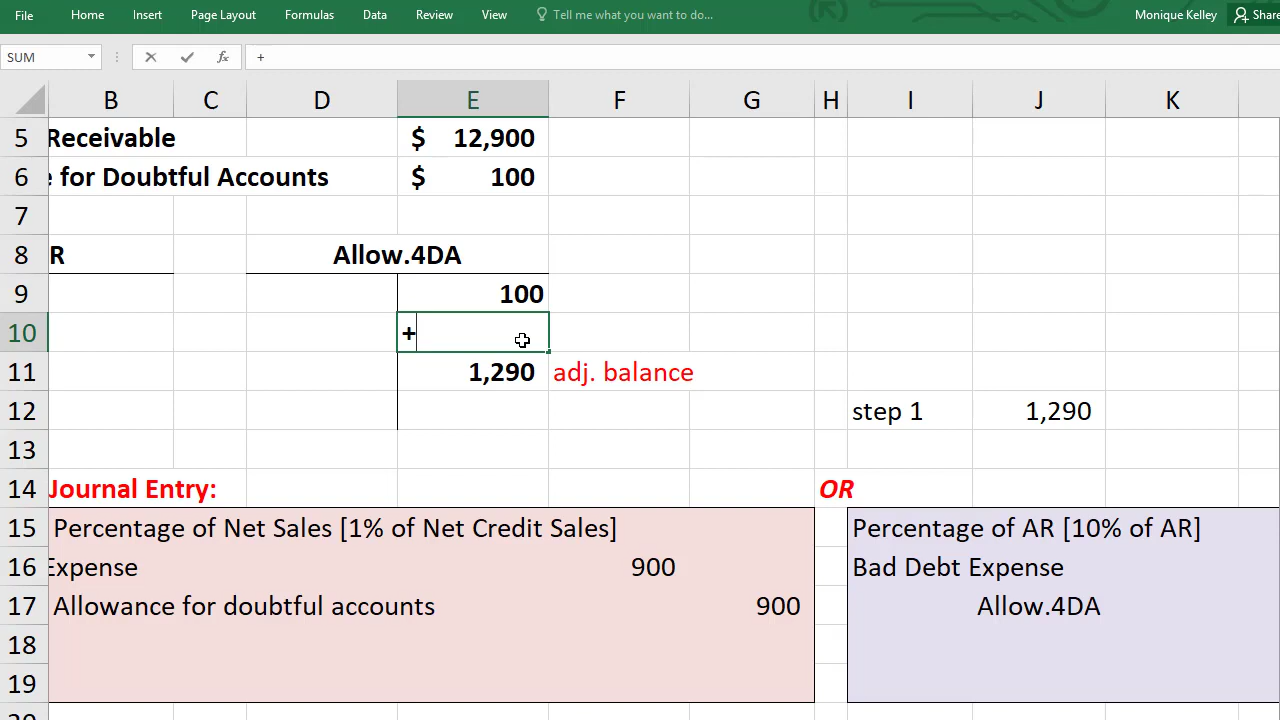 File Home Insert Page Layout Formulas Data Review View Tell me what you want to do... Monique Kelley Share
SUM fx +
B C D E F G H I J K
5 Receivable $ 12,900
6 e for Doubtful Accounts $ 100
7
8 R Allow.4DA
9 100
10 +
11 1,290 adj. balance
12 step 1 1,290
13
14 Journal Entry: OR
15 Percentage of Net Sales [1% of Net Credit Sales] Percentage of AR [10% of AR]
16 Expense 900 Bad Debt Expense
17 Allowance for doubtful accounts 900 Allow.4DA
18
19
20